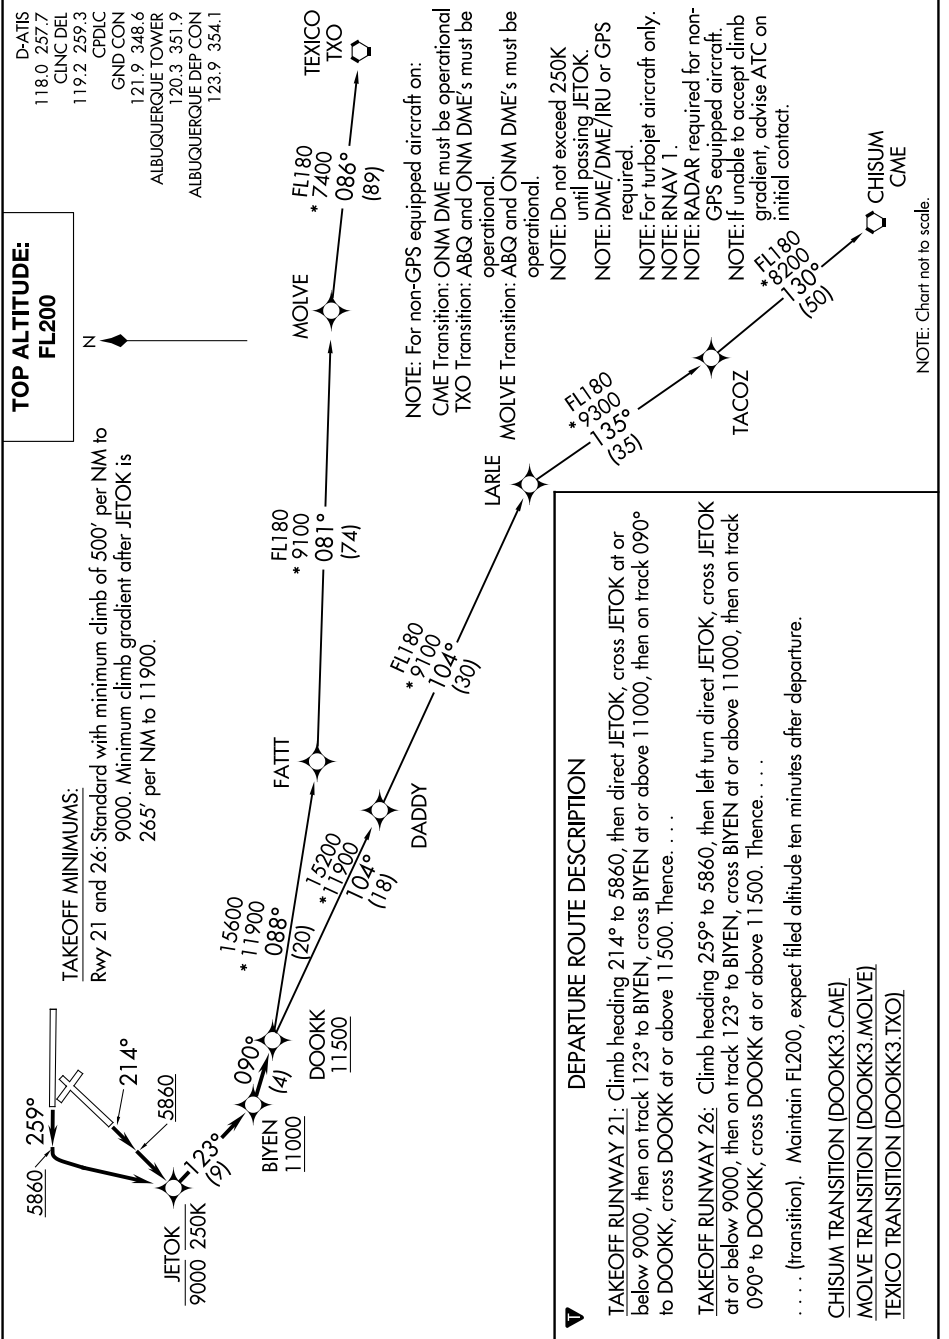 D-ATIS
118.0 257.7
CLNC DEL
119.2 259.3
CPDLC
GND CON
121.9 348.6
ALBUQUERQUE TOWER
120.3 351.9
ALBUQUERQUE DEP CON
123.9 354.1
TOP ALTITUDE:
FL200
N
TAKEOFF MINIMUMS:
Rwy 21 and 26: Standard with minimum climb of 500' per NM to
9000. Minimum climb gradient after JETOK is
265' per NM to 11900.
5860
259°
214°
5860
JETOK
9000 250K
123°
(9)
BIYEN
11000
090°
(4)
DOOKK
11500
15600
*11900
088°
(20)
FATTT
FL180
*9100
081°
(74)
MOLVE
FL180
*7400
086°
(89)
TEXICO
TXO
15200
*11900
104°
(18)
DADDY
FL180
*9100
104°
(30)
LARLE
FL180
*9300
135°
(35)
TACOZ
FL180
*8200
130°
(50)
CHISUM
CME
NOTE: For non-GPS equipped aircraft on:
CME Transition: ONM DME must be operational
TXO Transition: ABQ and ONM DME's must be
operational.
MOLVE Transition: ABQ and ONM DME's must be
operational.
NOTE: Do not exceed 250K
until passing JETOK.
NOTE: DME/DME/IRU or GPS
required.
NOTE: For turbojet aircraft only.
NOTE: RNAV 1.
NOTE: RADAR required for non-
GPS equipped aircraft.
NOTE: If unable to accept climb
gradient, advise ATC on
initial contact.
NOTE: Chart not to scale.
T
DEPARTURE ROUTE DESCRIPTION
TAKEOFF RUNWAY 21: Climb heading 214° to 5860, then direct JETOK, cross JETOK at or
below 9000, then on track 123° to BIYEN, cross BIYEN at or above 11000, then on track 090°
to DOOKK, cross DOOKK at or above 11500. Thence. . . .
TAKEOFF RUNWAY 26: Climb heading 259° to 5860, then left turn direct JETOK, cross JETOK
at or below 9000, then on track 123° to BIYEN, cross BIYEN at or above 11000, then on track
090° to DOOKK, cross DOOKK at or above 11500. Thence. . . .
. . . . (transition). Maintain FL200, expect filed altitude ten minutes after departure.
CHISUM TRANSITION (DOOKK3.CME)
MOLVE TRANSITION (DOOKK3.MOLVE)
TEXICO TRANSITION (DOOKK3.TXO)